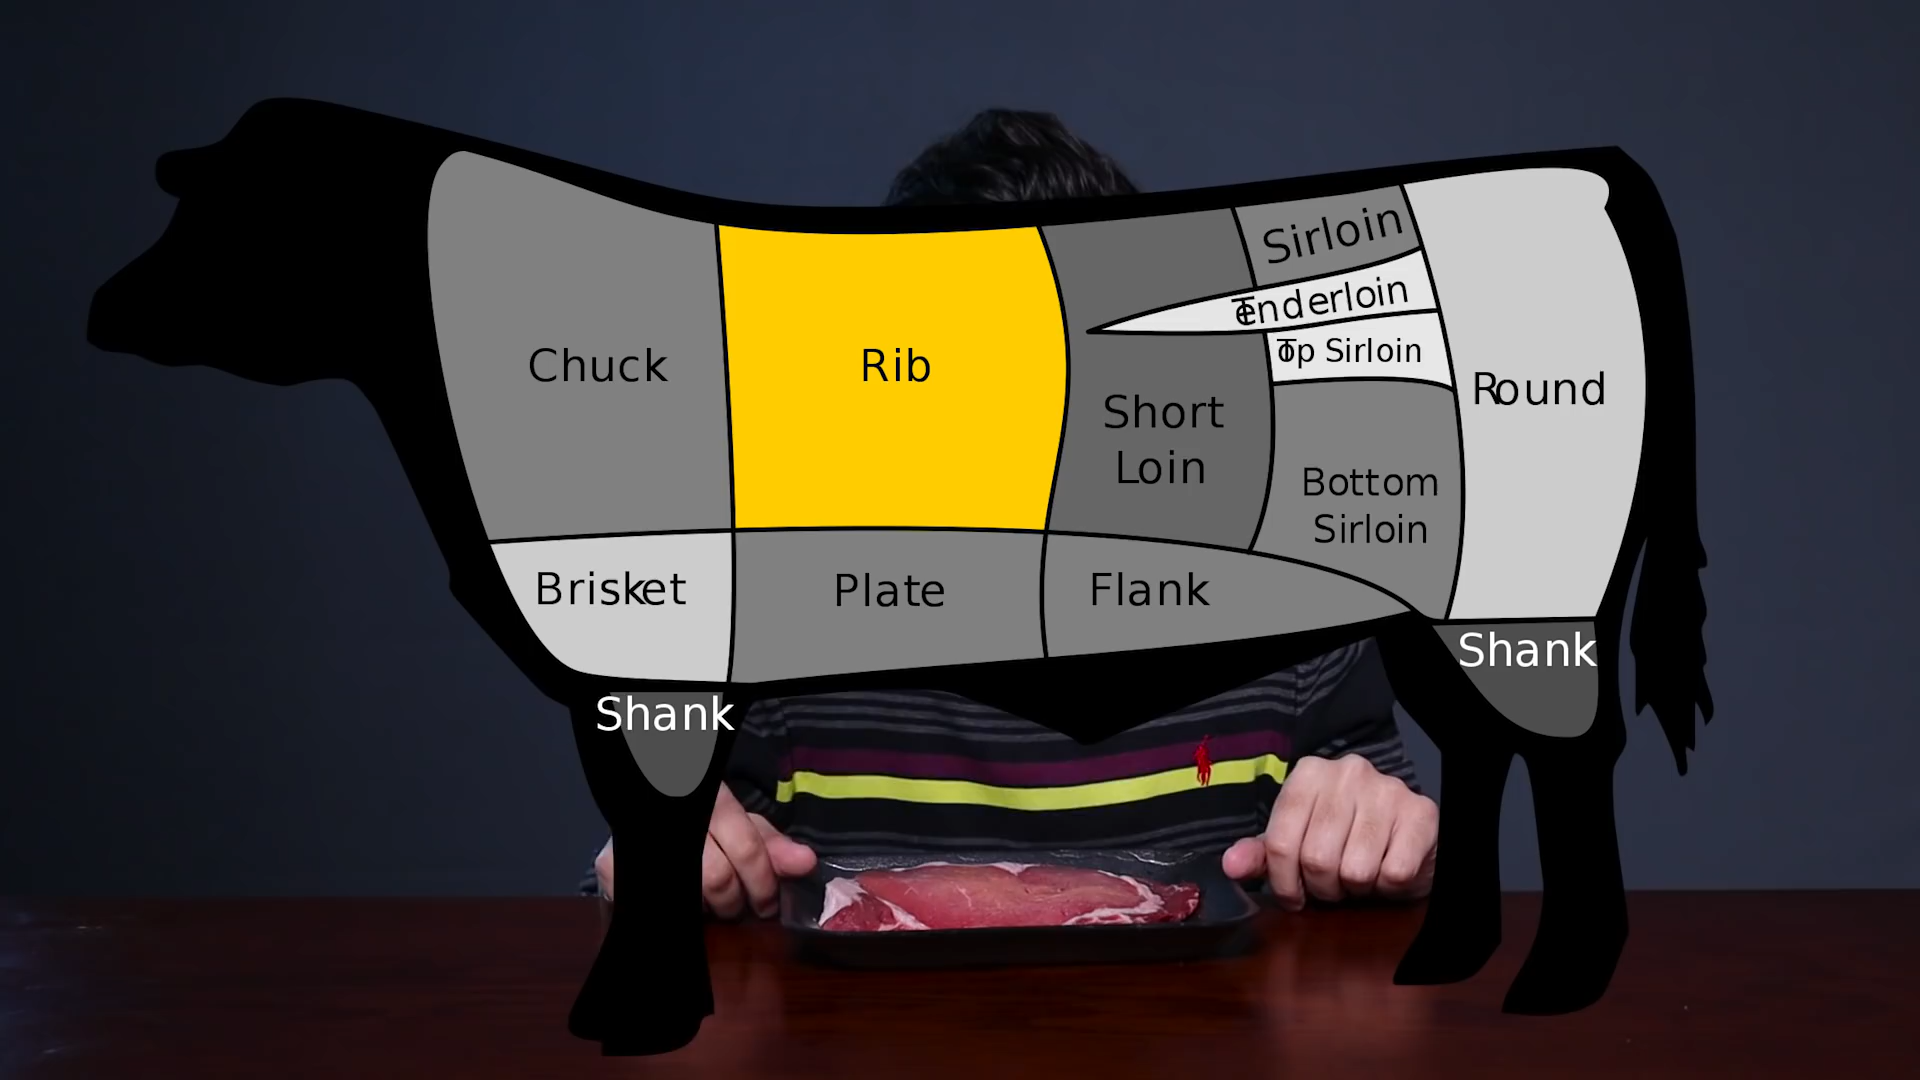 Sirloin
Tenderloin
Top Sirloin
Chuck
Rib
Round
Short
Loin
Bottom
Sirloin
Brisket
Plate
Flank
Shank
Shank